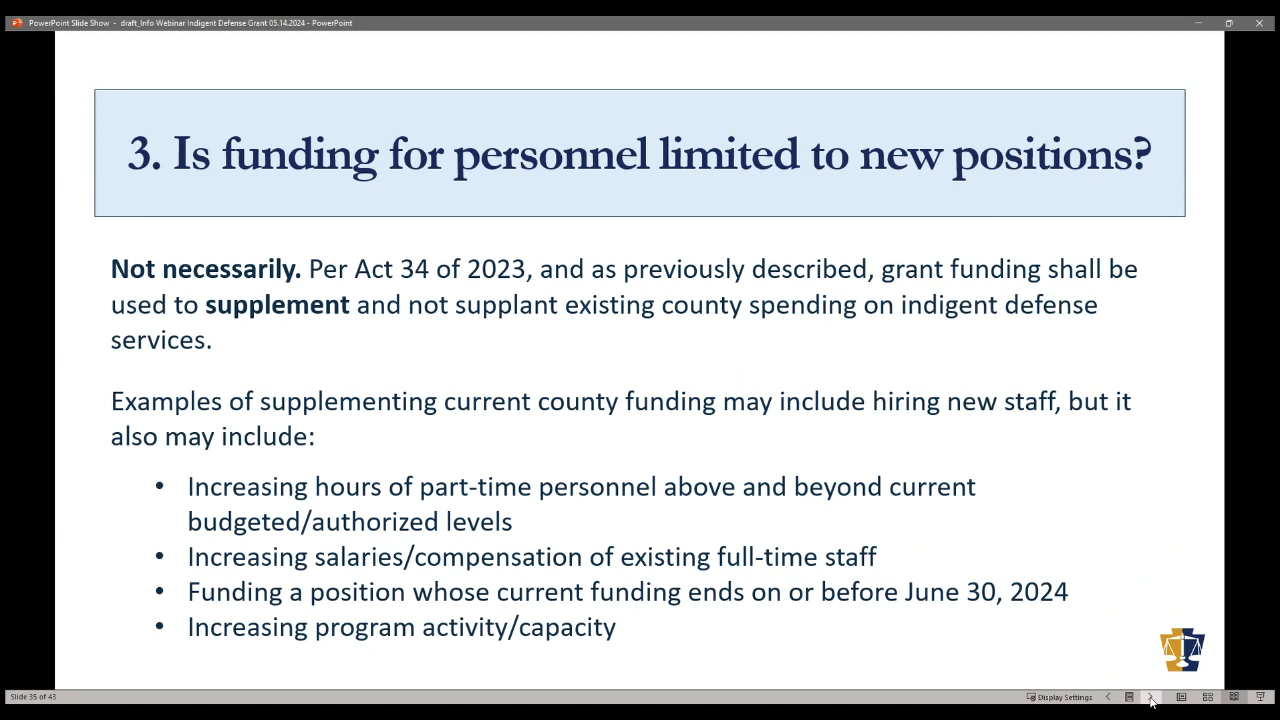 PowerPoint Slide Show - draft_Info Webinar Indigent Defense Grant 05.14.2024 - PowerPoint
3. Is funding for personnel limited to new positions?
Not necessarily. Per Act 34 of 2023, and as previously described, grant funding shall be
used to supplement and not supplant existing county spending on indigent defense
services.
Examples of supplementing current county funding may include hiring new staff, but it
also may include:
• Increasing hours of part-time personnel above and beyond current
budgeted/authorized levels
• Increasing salaries/compensation of existing full-time staff
• Funding a position whose current funding ends on or before June 30, 2024
• Increasing program activity/capacity
Slide 35 of 43
Display Settings